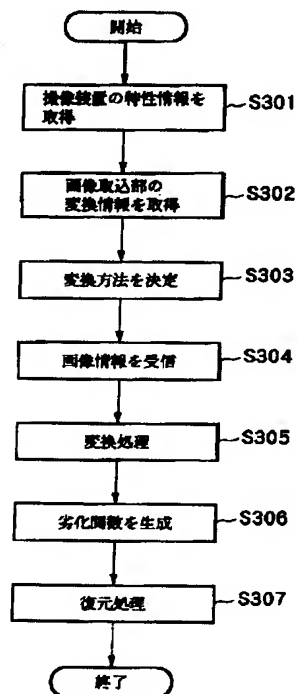 開始
撮像装置の特性情報を
取得
S301
画像取込部の
変換情報を取得
S302
変換方法を決定
S303
画像情報を受信
S304
変換処理
S305
劣化関数を生成
S306
復元処理
S307
終了